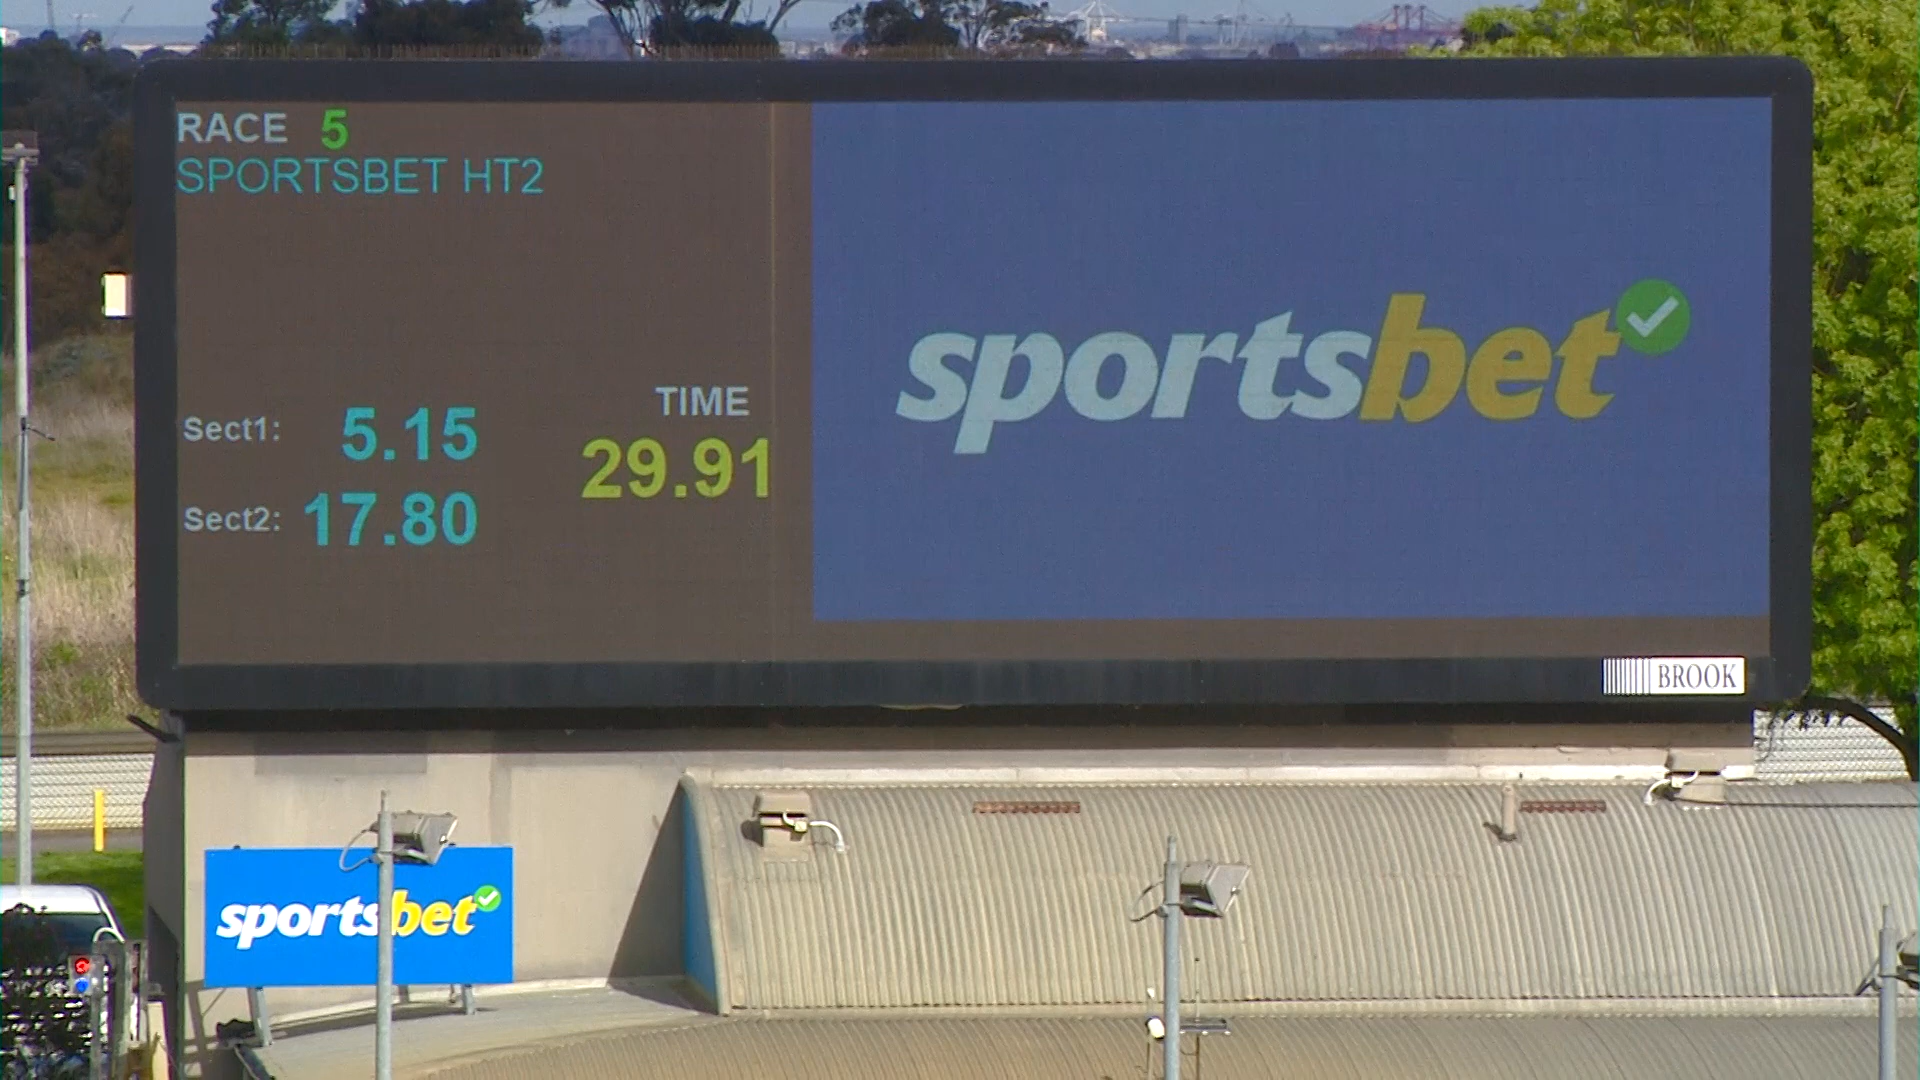 RACE 5
SPORTSBET HT2
Sect1: 5.15
TIME
29.91
Sect2: 17.80
sportsbet
BROOK
sportsbet